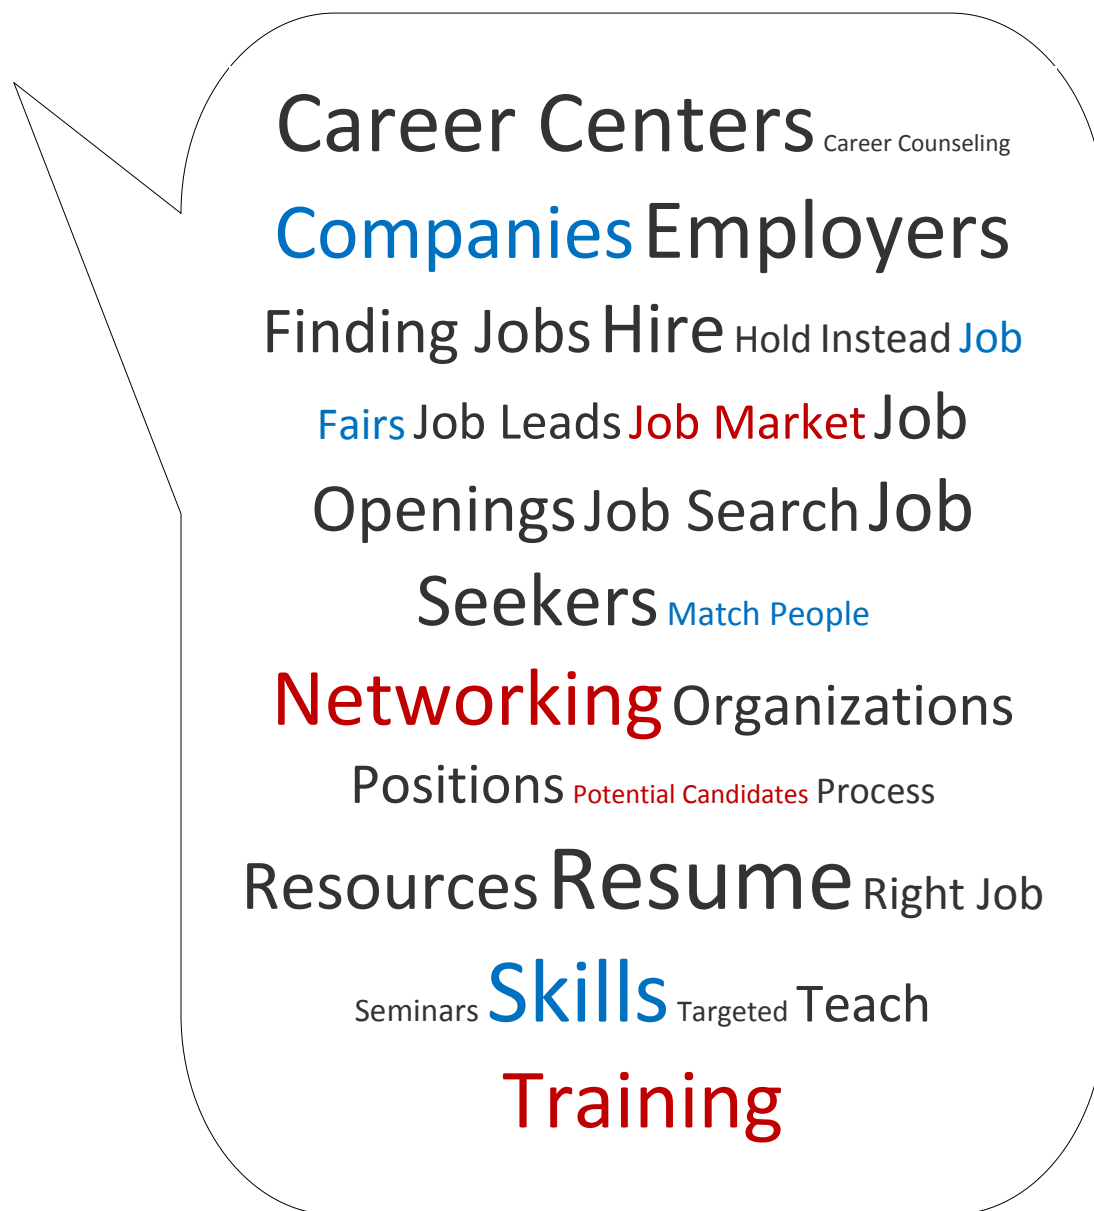 Career Centers Career Counseling
Companies Employers
Finding Jobs Hire Hold Instead Job
Fairs Job Leads Job Market Job
Openings Job Search Job
Seekers Match People
Networking Organizations
Positions Potential Candidates Process
Resources Resume Right Job
Seminars Skills Targeted Teach
Training